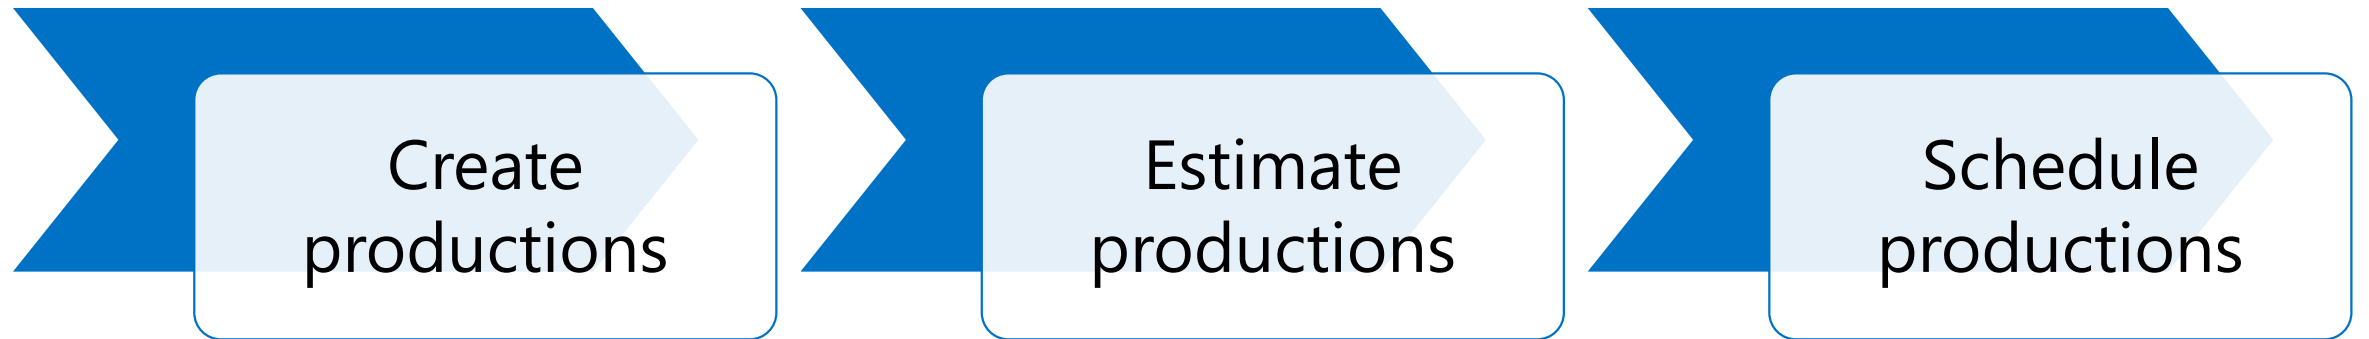 Create
productions
Estimate
productions
Schedule
productions